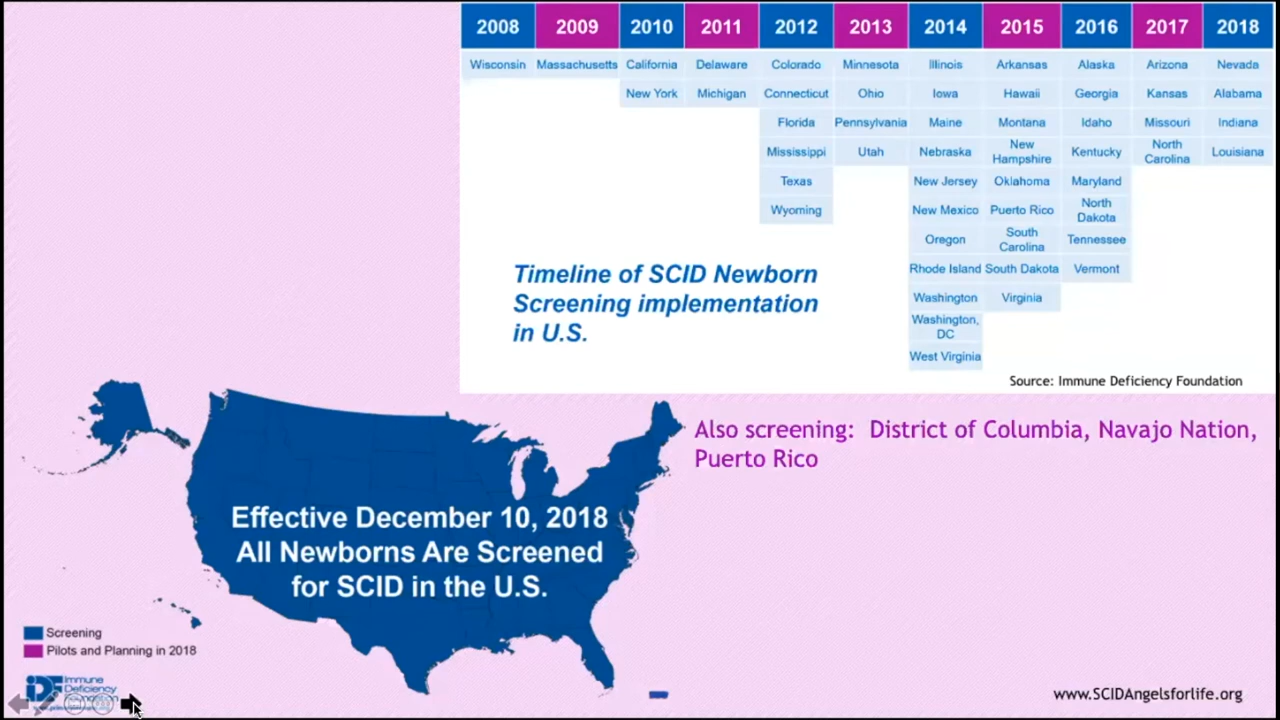 2008 2009 2010 2011 2012 2013 2014 2015 2016 2017 2018
Wisconsin Massachusetts California Delaware Colorado Minnesota Illinois Arkansas Alaska Arizona Nevada
New York Michigan Connecticut Ohio Iowa Hawaii Georgia Kansas Alabama
Florida Pennsylvania Maine Montana Idaho Missouri Indiana
Mississippi Utah Nebraska New Hampshire Kentucky North Carolina Louisiana
Texas New Jersey Oklahoma Maryland
Wyoming New Mexico Puerto Rico North Dakota
Oregon South Carolina Tennessee
Rhode Island South Dakota Vermont
Washington Virginia
Washington, DC
West Virginia
Timeline of SCID Newborn
Screening implementation
in U.S.
Source: Immune Deficiency Foundation
Also screening: District of Columbia, Navajo Nation,
Puerto Rico
Effective December 10, 2018
All Newborns Are Screened
for SCID in the U.S.
Screening
Pilots and Planning in 2018
IDF Immune
Deficiency
www.SCIDAngelsforlife.org